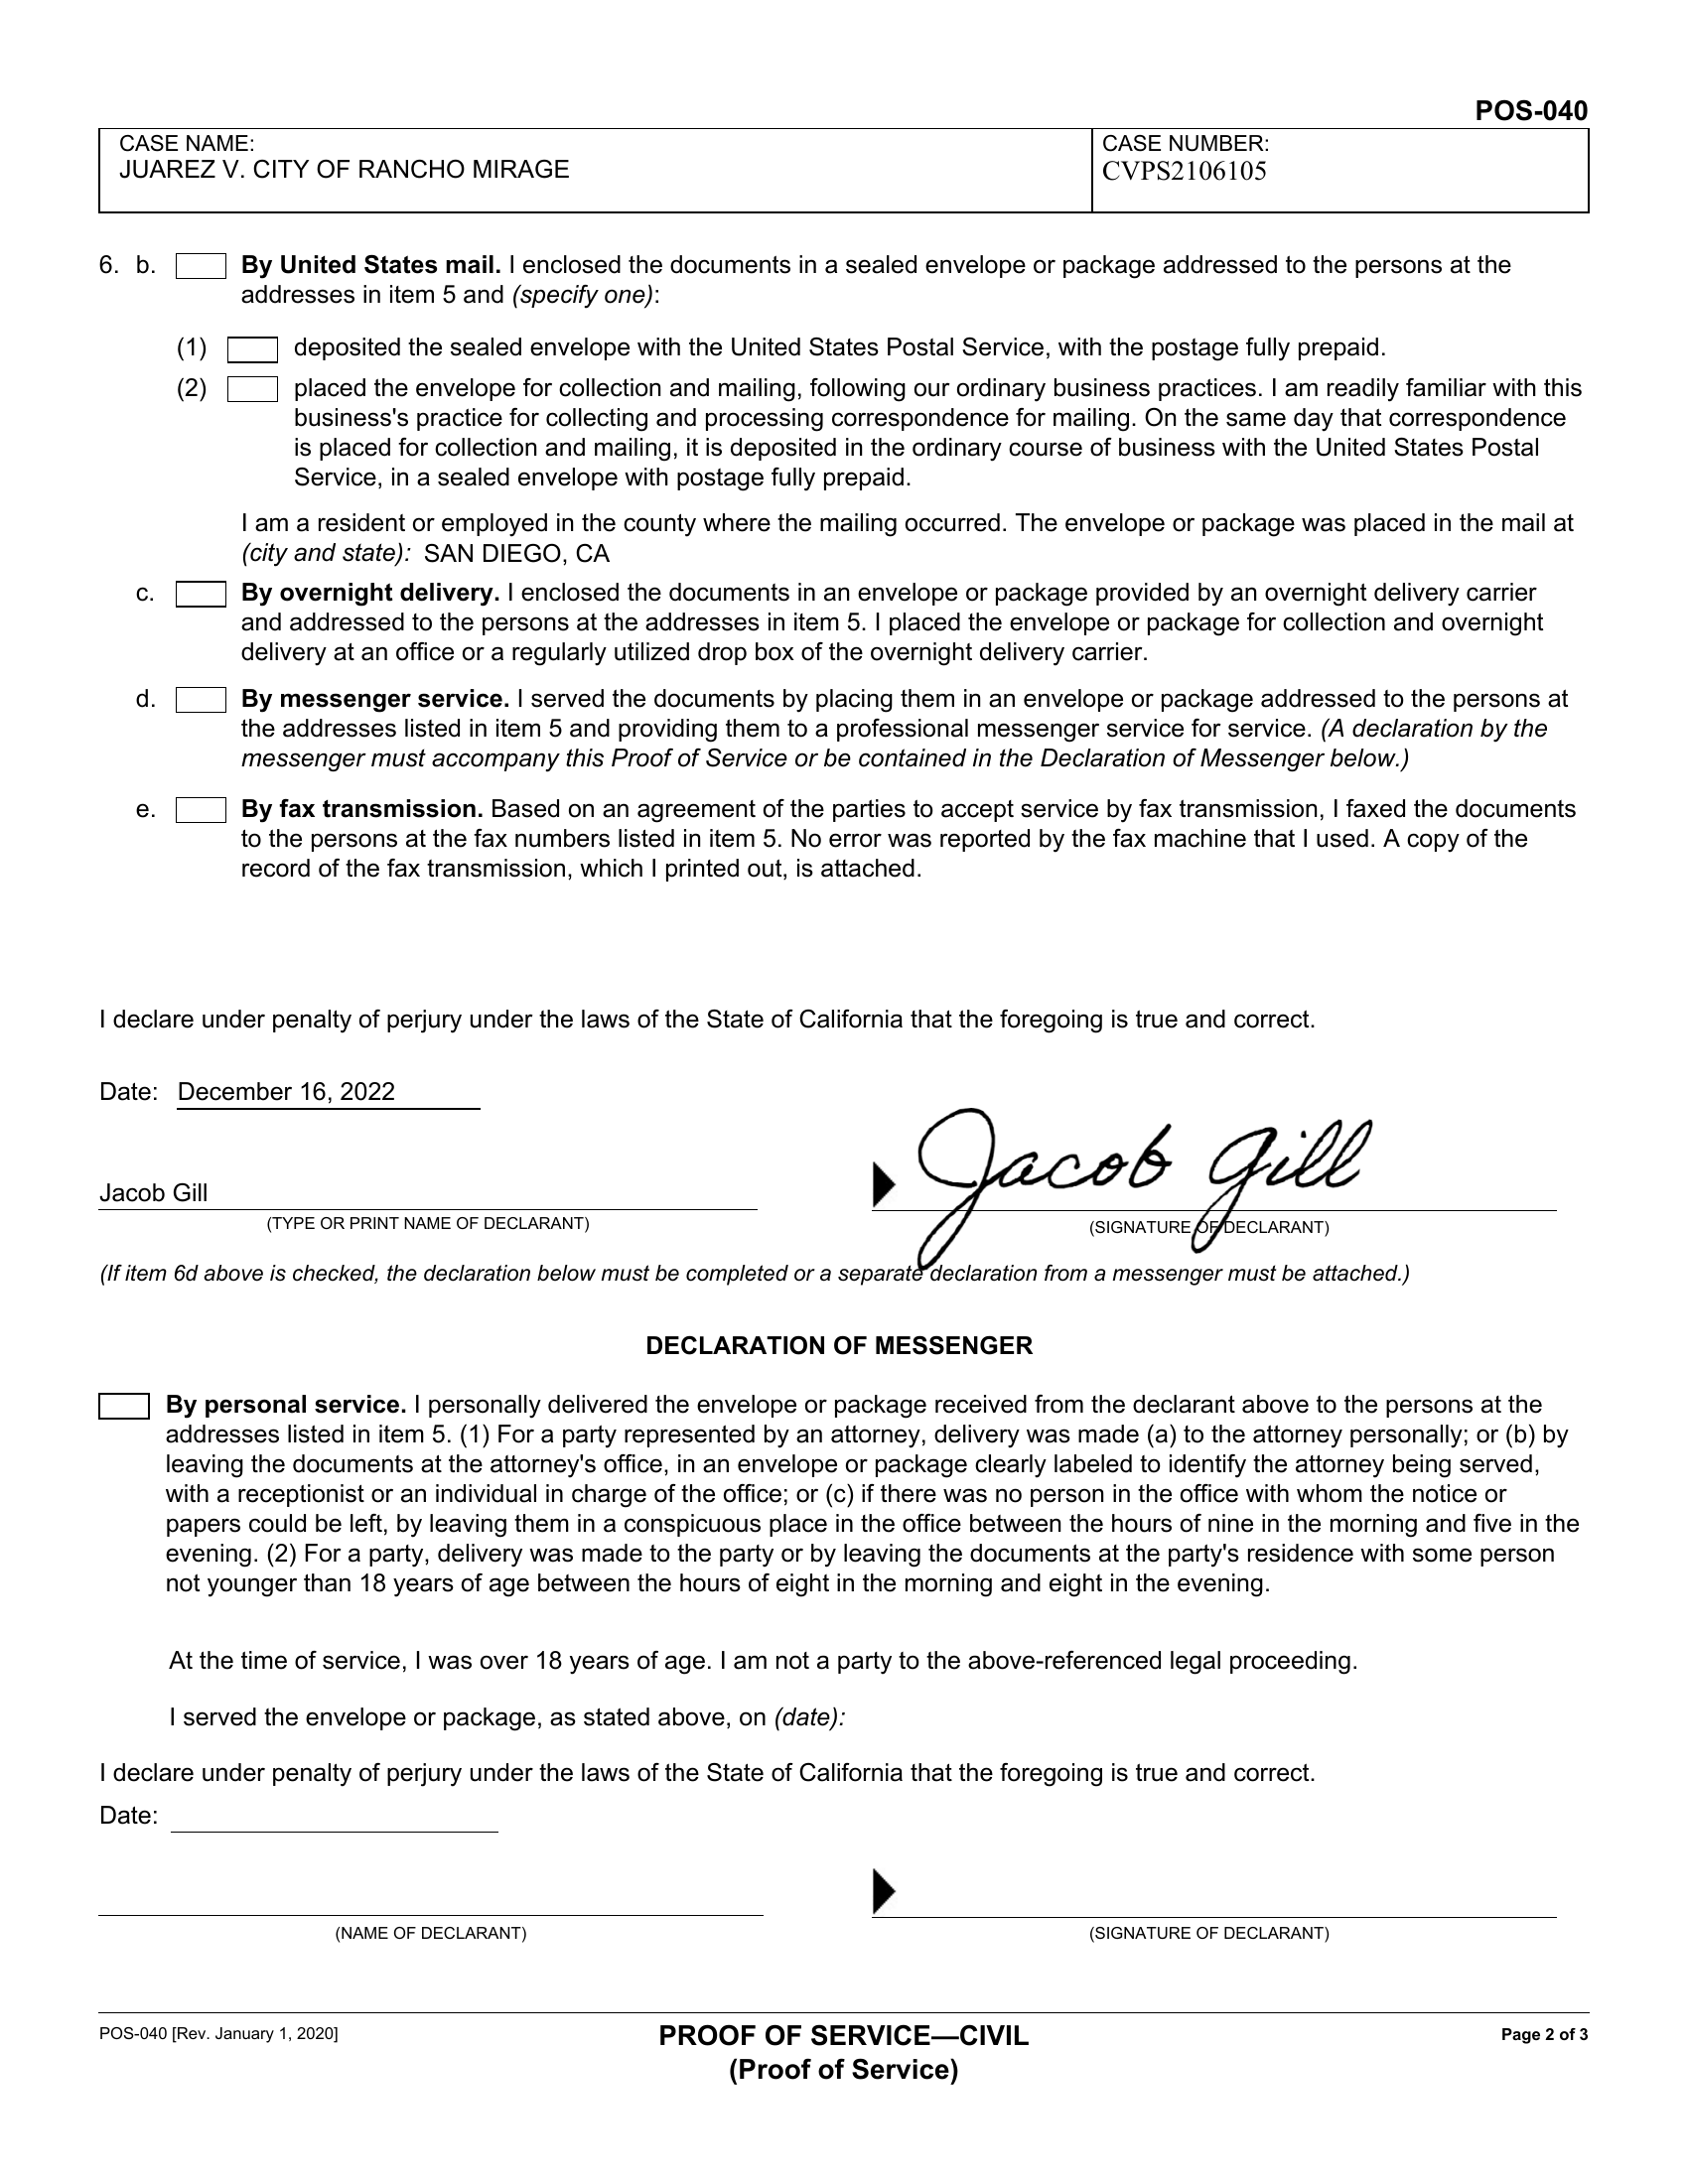 POS-040
CASE NAME:
JUAREZ V. CITY OF RANCHO MIRAGE
CASE NUMBER:
CVPS2106105
6. b. By United States mail. I enclosed the documents in a sealed envelope or package addressed to the persons at the
addresses in item 5 and (specify one):
(1) deposited the sealed envelope with the United States Postal Service, with the postage fully prepaid.
(2) placed the envelope for collection and mailing, following our ordinary business practices. I am readily familiar with this
business's practice for collecting and processing correspondence for mailing. On the same day that correspondence
is placed for collection and mailing, it is deposited in the ordinary course of business with the United States Postal
Service, in a sealed envelope with postage fully prepaid.
I am a resident or employed in the county where the mailing occurred. The envelope or package was placed in the mail at
(city and state): SAN DIEGO, CA
c. By overnight delivery. I enclosed the documents in an envelope or package provided by an overnight delivery carrier
and addressed to the persons at the addresses in item 5. I placed the envelope or package for collection and overnight
delivery at an office or a regularly utilized drop box of the overnight delivery carrier.
d. By messenger service. I served the documents by placing them in an envelope or package addressed to the persons at
the addresses listed in item 5 and providing them to a professional messenger service for service. (A declaration by the
messenger must accompany this Proof of Service or be contained in the Declaration of Messenger below.)
e. By fax transmission. Based on an agreement of the parties to accept service by fax transmission, I faxed the documents
to the persons at the fax numbers listed in item 5. No error was reported by the fax machine that I used. A copy of the
record of the fax transmission, which I printed out, is attached.
I declare under penalty of perjury under the laws of the State of California that the foregoing is true and correct.
Date: December 16, 2022
Jacob Gill
(TYPE OR PRINT NAME OF DECLARANT)
Jacob Gill
(SIGNATURE OF DECLARANT)
(If item 6d above is checked, the declaration below must be completed or a separate declaration from a messenger must be attached.)
DECLARATION OF MESSENGER
By personal service. I personally delivered the envelope or package received from the declarant above to the persons at the
addresses listed in item 5. (1) For a party represented by an attorney, delivery was made (a) to the attorney personally; or (b) by
leaving the documents at the attorney's office, in an envelope or package clearly labeled to identify the attorney being served,
with a receptionist or an individual in charge of the office; or (c) if there was no person in the office with whom the notice or
papers could be left, by leaving them in a conspicuous place in the office between the hours of nine in the morning and five in the
evening. (2) For a party, delivery was made to the party or by leaving the documents at the party's residence with some person
not younger than 18 years of age between the hours of eight in the morning and eight in the evening.
At the time of service, I was over 18 years of age. I am not a party to the above-referenced legal proceeding.
I served the envelope or package, as stated above, on (date):
I declare under penalty of perjury under the laws of the State of California that the foregoing is true and correct.
Date:
(NAME OF DECLARANT)
(SIGNATURE OF DECLARANT)
POS-040 [Rev. January 1, 2020]
PROOF OF SERVICE—CIVIL
(Proof of Service)
Page 2 of 3